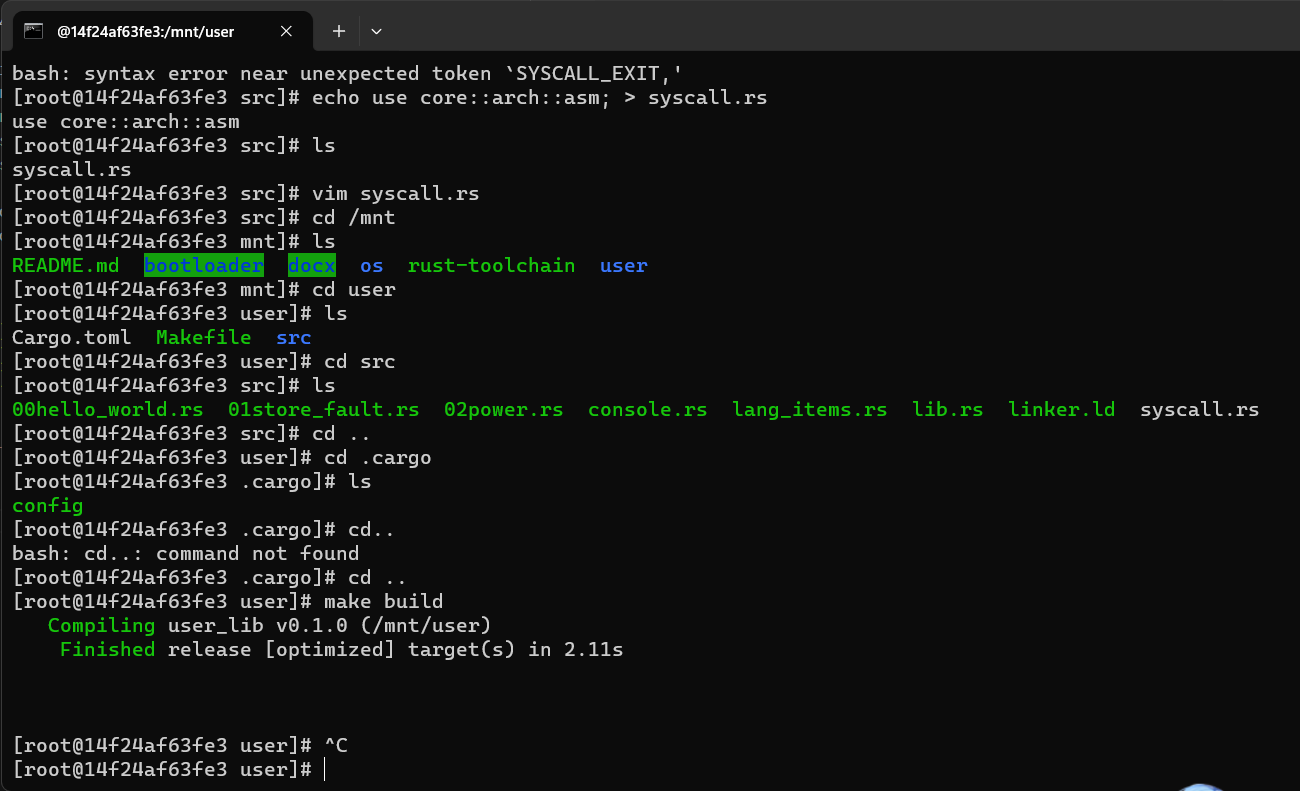 @14f24af63fe3:/mnt/user
bash: syntax error near unexpected token `SYSCALL_EXIT,'
[root@14f24af63fe3 src]# echo use core::arch::asm; > syscall.rs
use core::arch::asm
[root@14f24af63fe3 src]# ls
syscall.rs
[root@14f24af63fe3 src]# vim syscall.rs
[root@14f24af63fe3 src]# cd /mnt
[root@14f24af63fe3 mnt]# ls
README.md  bootloader  docx  os  rust-toolchain  user
[root@14f24af63fe3 mnt]# cd user
[root@14f24af63fe3 user]# ls
Cargo.toml  Makefile  src
[root@14f24af63fe3 user]# cd src
[root@14f24af63fe3 src]# ls
00hello_world.rs  01store_fault.rs  02power.rs  console.rs  lang_items.rs  lib.rs  linker.ld  syscall.rs
[root@14f24af63fe3 src]# cd ..
[root@14f24af63fe3 user]# cd .cargo
[root@14f24af63fe3 .cargo]# ls
config
[root@14f24af63fe3 .cargo]# cd..
bash: cd..: command not found
[root@14f24af63fe3 .cargo]# cd ..
[root@14f24af63fe3 user]# make build
   Compiling user_lib v0.1.0 (/mnt/user)
    Finished release [optimized] target(s) in 2.11s
[root@14f24af63fe3 user]# ^C
[root@14f24af63fe3 user]#